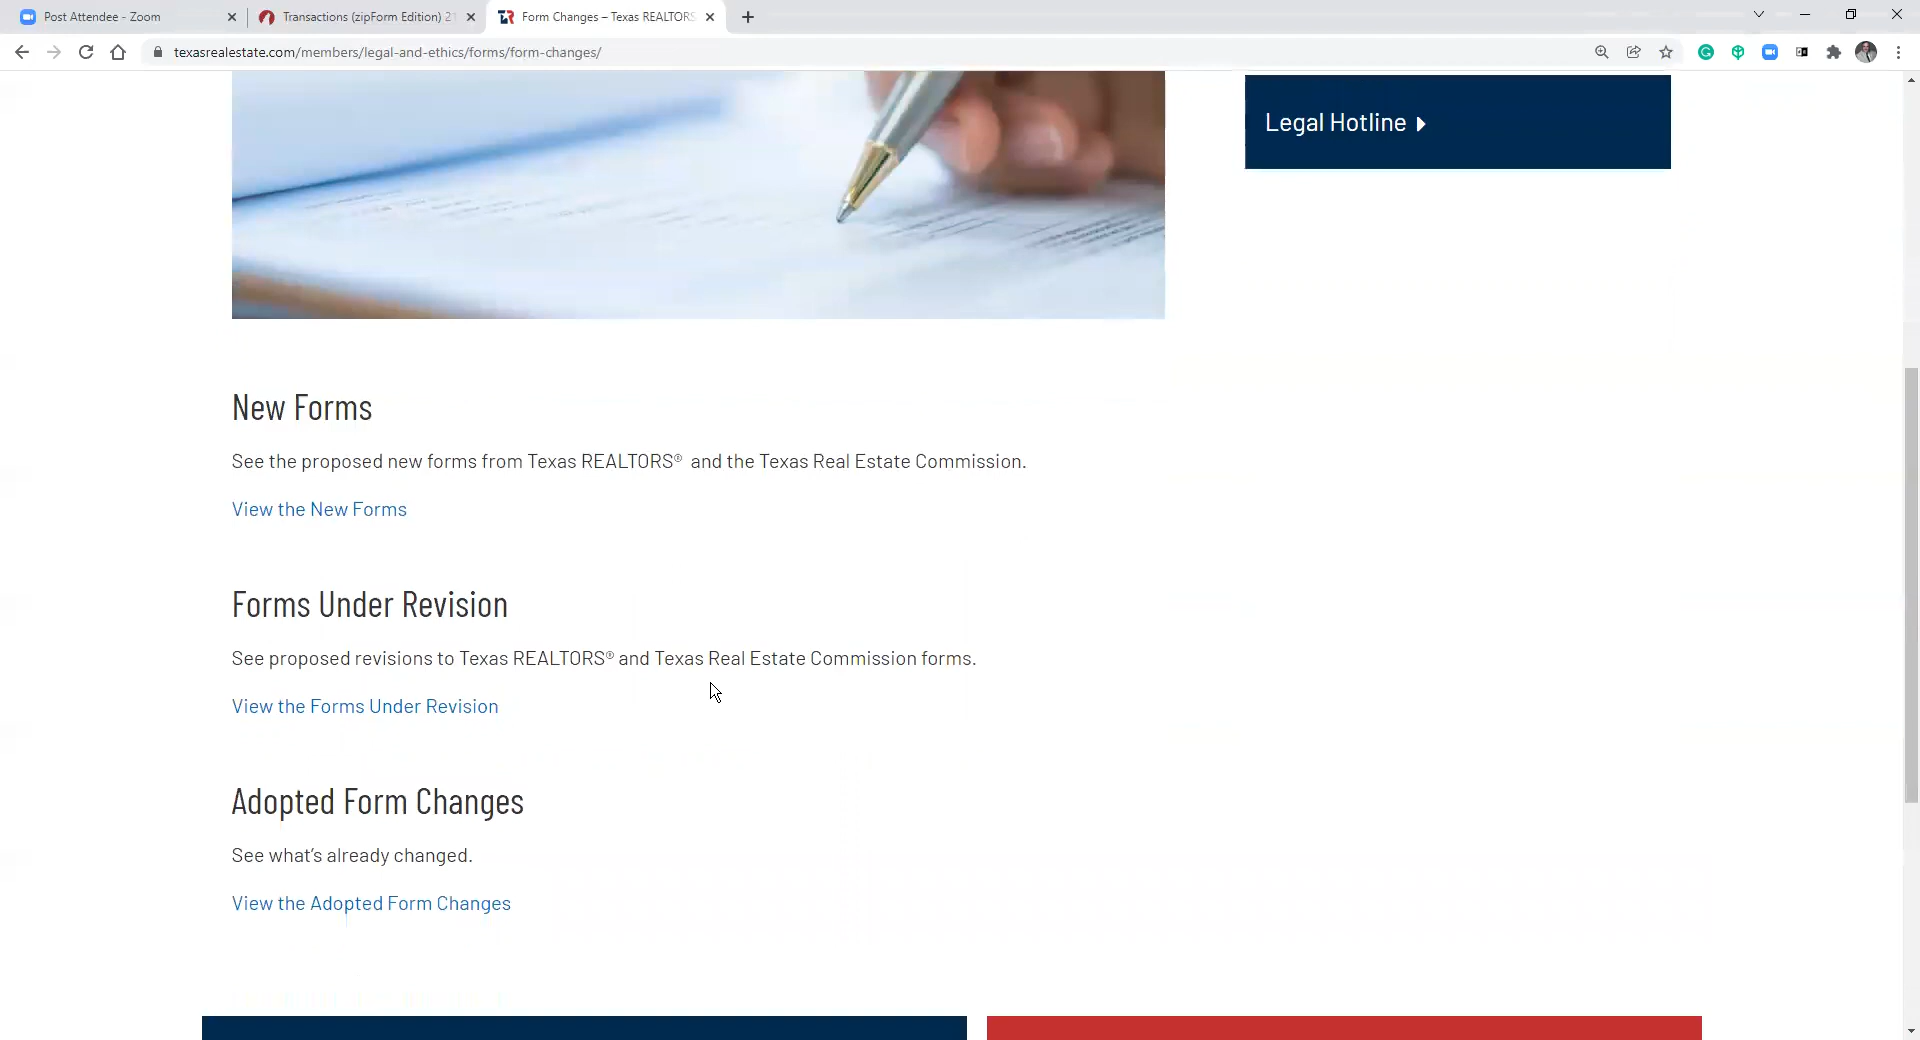 Post Attendee - Zoom
Transactions (zipForm Edition) 21
Form Changes – Texas REALTORS
texasrealestate.com/members/legal-and-ethics/forms/form-changes/
Legal Hotline
New Forms
See the proposed new forms from Texas REALTORS® and the Texas Real Estate Commission.
View the New Forms
Forms Under Revision
See proposed revisions to Texas REALTORS® and Texas Real Estate Commission forms.
View the Forms Under Revision
Adopted Form Changes
See what’s already changed.
View the Adopted Form Changes